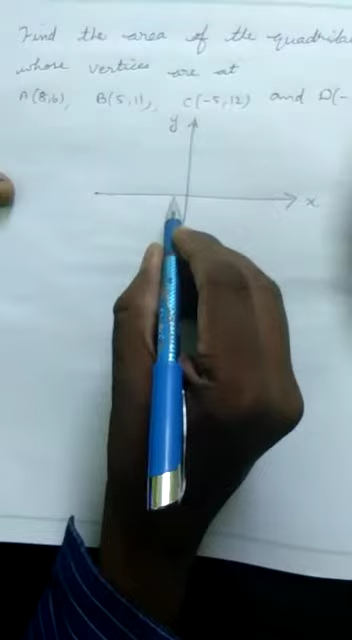 Find the area of the quadrila
whose vertices are at
A(8,6), B(5,11), C(-5,12) and D(-
y
x